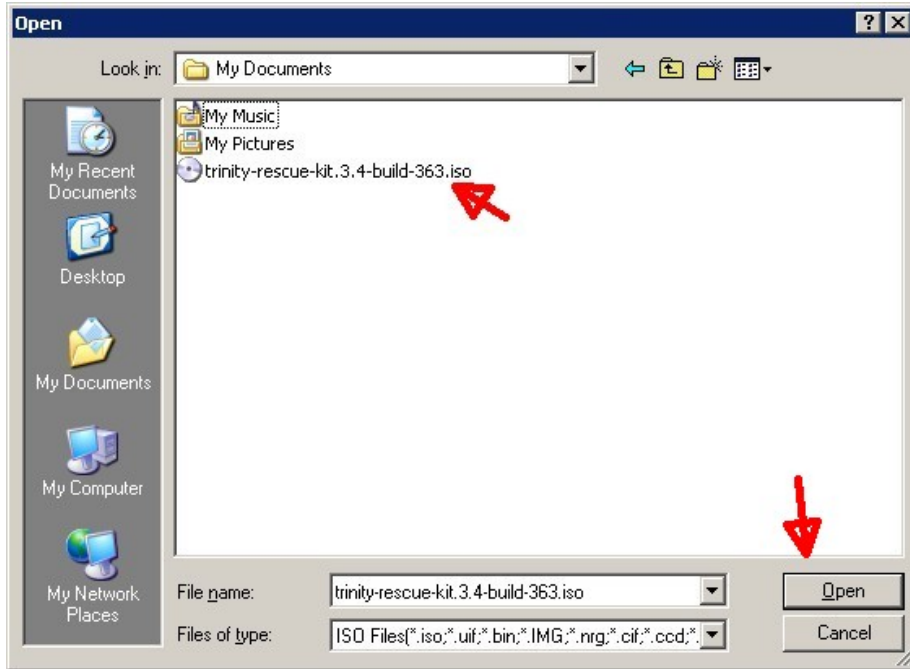 Open
Look in:
My Documents
My Music
My Pictures
trinity-rescue-kit.3.4-build-363.iso
My Recent
Documents
Desktop
My Documents
My Computer
My Network
Places
File name:
trinity-rescue-kit.3.4-build-363.iso
Open
Files of type:
ISO Files(*.iso;*.uif;*.bin;*.IMG;*.nrg;*.cif;*.ccd;*.
Cancel